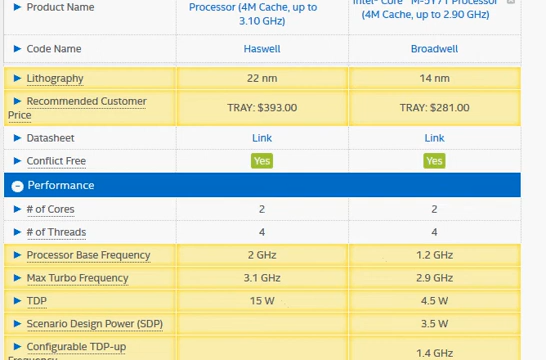 Product Name
Processor (4M Cache, up to
3.10 GHz)
Intel® Core™ M-5Y71 Processor
(4M Cache, up to 2.90 GHz)
Code Name Haswell Broadwell
Lithography 22 nm 14 nm
Recommended Customer
Price
TRAY: $393.00 TRAY: $281.00
Datasheet Link Link
Conflict Free Yes Yes
Performance
# of Cores 2 2
# of Threads 4 4
Processor Base Frequency 2 GHz 1.2 GHz
Max Turbo Frequency 3.1 GHz 2.9 GHz
TDP 15 W 4.5 W
Scenario Design Power (SDP) 3.5 W
Configurable TDP-up
Frequency
1.4 GHz